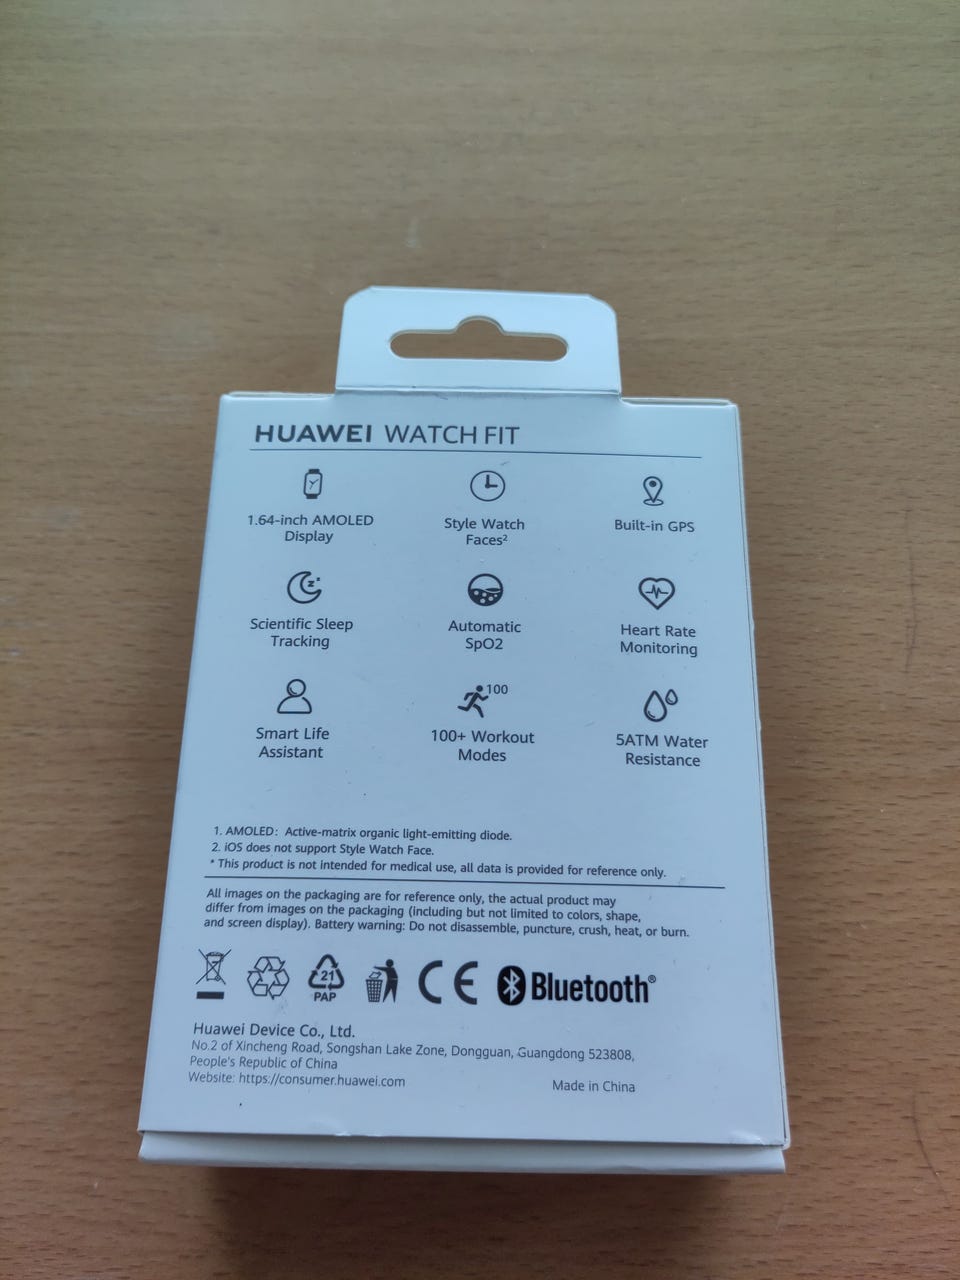 HUAWEI WATCH FIT
1.64-inch AMOLED
Display
Style Watch
Faces²
Built-in GPS
Scientific Sleep
Tracking
Automatic
SpO2
Heart Rate
Monitoring
Smart Life
Assistant
100
100+ Workout
Modes
5ATM Water
Resistance
1. AMOLED: Active-matrix organic light-emitting diode.
2. iOS does not support Style Watch Face.
* This product is not intended for medical use, all data is provided for reference only.
All images on the packaging are for reference only, the actual product may
differ from images on the packaging (including but not limited to colors, shape,
and screen display). Battery warning: Do not disassemble, puncture, crush, heat, or burn.
21
PAP
CE
Bluetooth®
Huawei Device Co., Ltd.
No.2 of Xincheng Road, Songshan Lake Zone, Dongguan, Guangdong 523808,
People's Republic of China
Website: https://consumer.huawei.com
Made in China